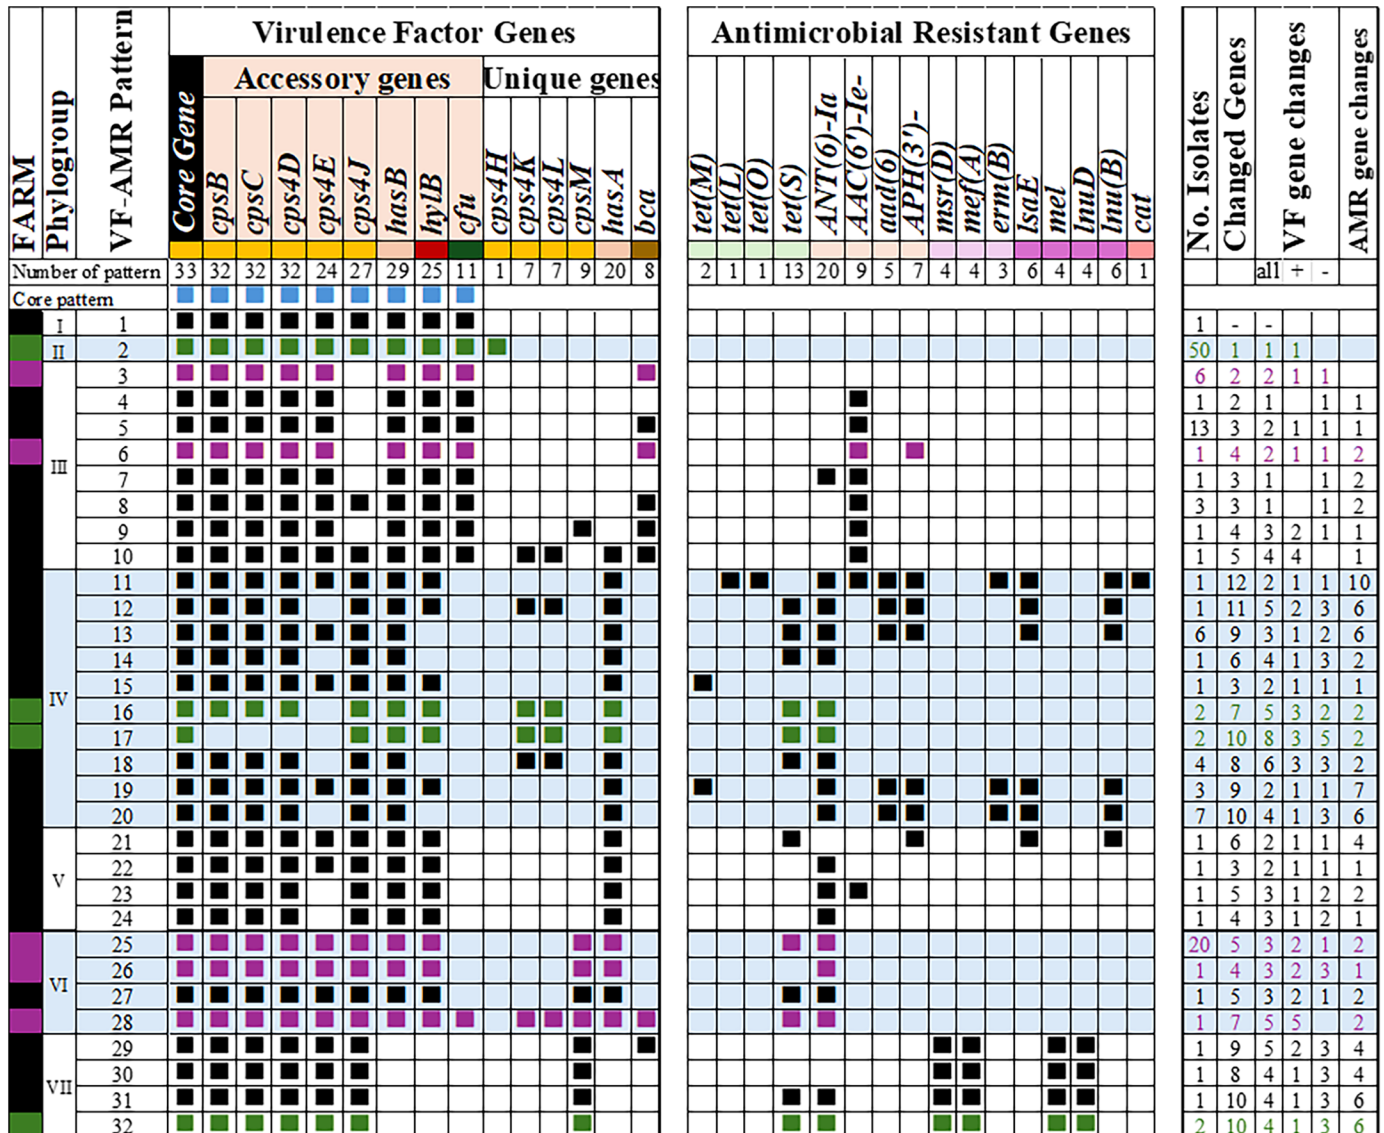 Virulence Factor Genes Antimicrobial Resistant Genes
Accessory genes Unique genes
FARM Phylogroup VF-AMR Pattern Core Gene cpsB cpsC cps4D cps4E cps4J hasB hylB cfu cps4H cps4K cps4L cpsM hasA bca tet(M) tet(L) tet(O) tet(S) ANT(6)-Ia AAC(6')-Ie- aad(6) APH(3')- msr(D) mef(A) erm(B) lsaE mel lnuD lnu(B) cat No. Isolates Changed Genes VF gene changes AMR gene changes
Number of pattern 33 32 32 32 24 27 29 25 11 1 7 7 9 20 8 2 1 1 13 20 9 5 7 4 4 3 6 4 4 6 1 all + -
Core pattern
I 1 1 - -
II 2 50 1 1 1
3 6 2 2 1 1
4 1 2 1 1 1
5 13 3 2 1 1 1
6 1 4 2 1 1 2
III 7 1 3 1 1 2
8 3 3 1 1 2
9 1 4 3 2 1 1
10 1 5 4 4 1
11 1 12 2 1 1 10
12 1 11 5 2 3 6
13 6 9 3 1 2 6
14 1 6 4 1 3 2
15 1 3 2 1 1 1
IV 16 2 7 5 3 2 2
17 2 10 8 3 5 2
18 4 8 6 3 3 2
19 3 9 2 1 1 7
20 7 10 4 1 3 6
21 1 6 2 1 1 4
22 1 3 2 1 1 1
V 23 1 5 3 1 2 2
24 1 4 3 1 2 1
25 20 5 3 2 1 2
26 1 4 3 2 3 1
VI 27 1 5 3 2 1 2
28 1 7 5 5 2
29 1 9 5 2 3 4
30 1 8 4 1 3 4
VII 31 1 10 4 1 3 6
32 2 10 4 1 3 6